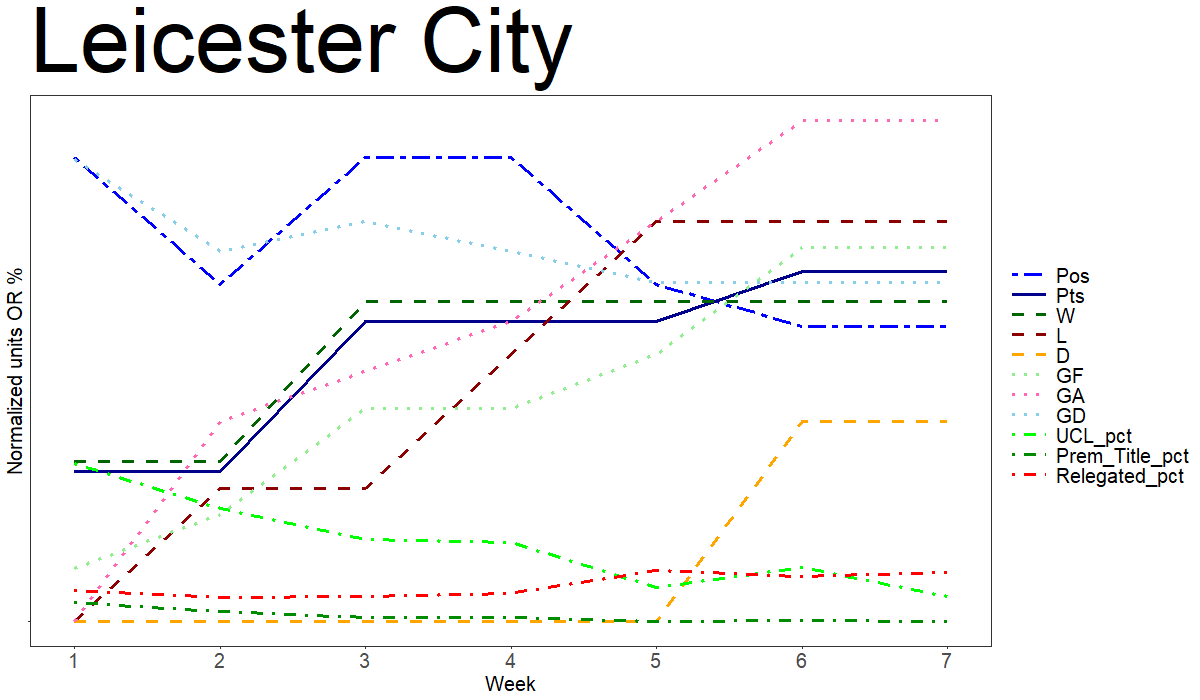 Leicester City
Normalized units OR %
Pos
Pts
W
L
D
GF
GA
GD
UCL_pct
Prem_Title_pct
Relegated_pct
1 2 3 4 5 6 7
Week